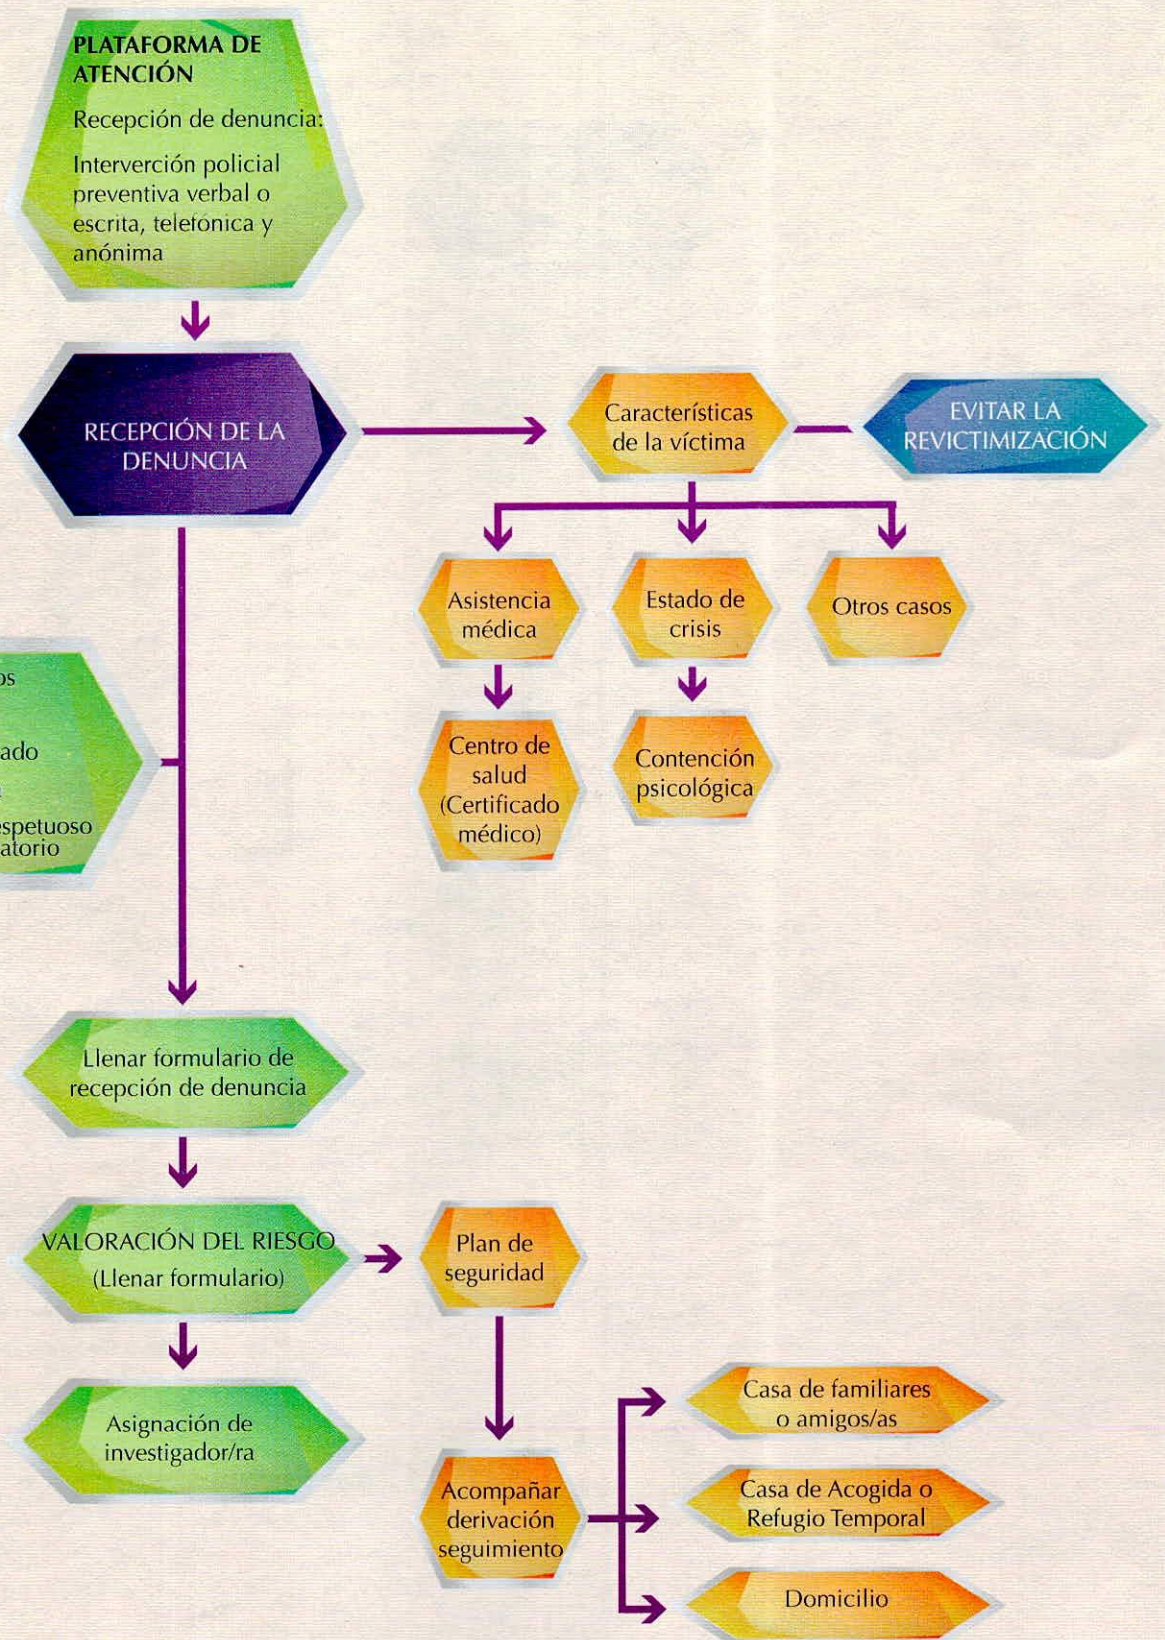 PLATAFORMA DE
ATENCIÓN
Recepción de denuncia:
Interverción policial
preventiva verbal o
escrita, telefónica y
anónima
RECEPCIÓN DE LA
DENUNCIA
Características
de la víctima
EVITAR LA
REVICTIMIZACIÓN
Asistencia
médica
Estado de
crisis
Otros casos
Centro de
salud
(Certificado
médico)
Contención
psicológica
Llenar formulario de
recepción de denuncia
VALORACIÓN DEL RIESGO
(Llenar formulario)
Plan de
seguridad
Asignación de
investigador/ra
Acompañar
derivación
seguimiento
Casa de familiares
o amigos/as
Casa de Acogida o
Refugio Temporal
Domicilio